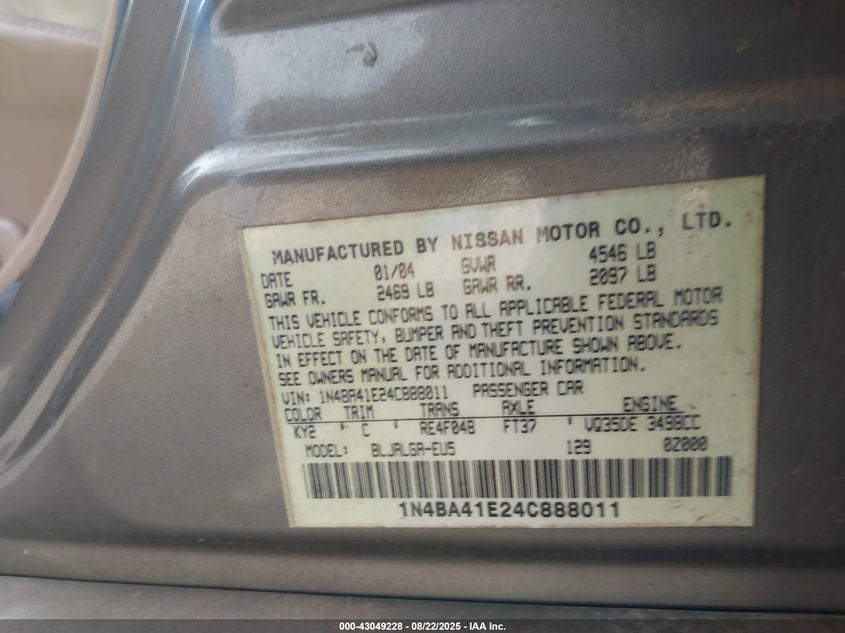 MANUFACTURED BY NISSAN MOTOR CO., LTD.
DATE 01/04 GVWR 4546 LB
GAWR FR. 2469 LB GAWR RR. 2097 LB
THIS VEHICLE CONFORMS TO ALL APPLICABLE FEDERAL MOTOR
VEHICLE SAFETY, BUMPER AND THEFT PREVENTION STANDARDS
IN EFFECT ON THE DATE OF MANUFACTURE SHOWN ABOVE.
SEE OWNERS MANUAL FOR ADDITIONAL INFORMATION.
VIN: 1N4BA41E24C888011 PASSENGER CAR
COLOR TRIM TRANS AXLE ENGINE
KY2 C RE4F04B FT37 VQ35DE 3498CC
MODEL: BLJALGA-EUS 129 0Z000
1N4BA41E24C888011
000-43049228 - 08/22/2025 - IAA Inc.